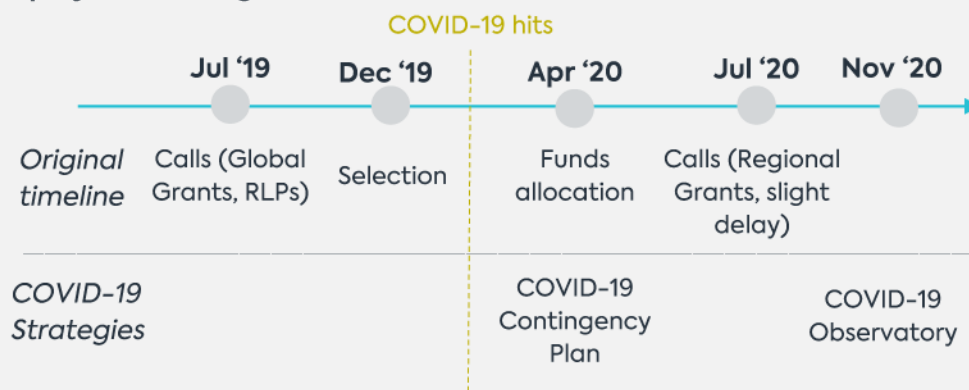 COVID-19 hits
Jul ‘19
Dec ‘19
Apr ‘20
Jul ‘20
Nov ‘20
Original
timeline
Calls (Global
Grants, RLPs)
Selection
Funds
allocation
Calls (Regional
Grants, slight
delay)
COVID-19
Strategies
COVID-19
Contingency
Plan
COVID-19
Observatory